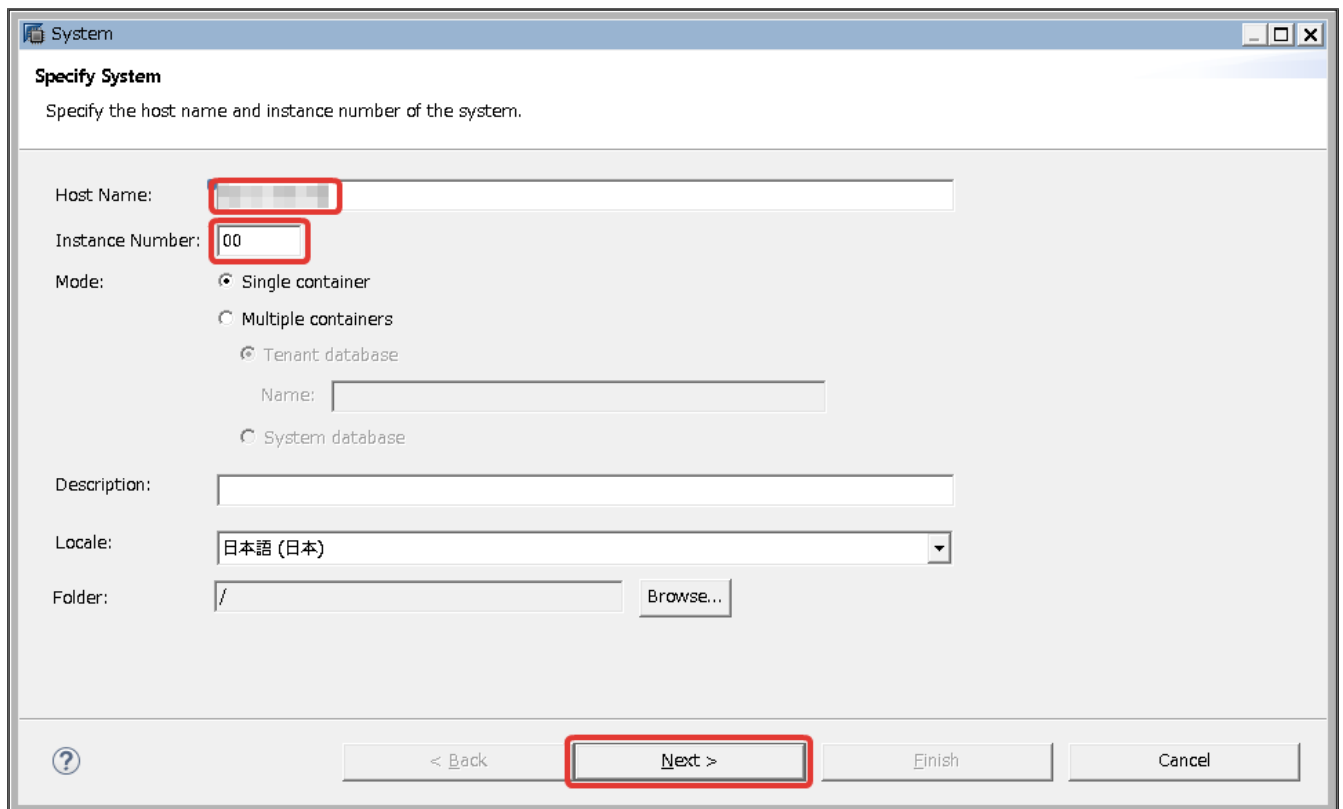 System
Specify System
Specify the host name and instance number of the system.
Host Name:
Instance Number: 00
Mode: Single container
Multiple containers
Tenant database
Name:
System database
Description:
Locale: 日本語 (日本)
Folder: / Browse...
? < Back Next > Finish Cancel